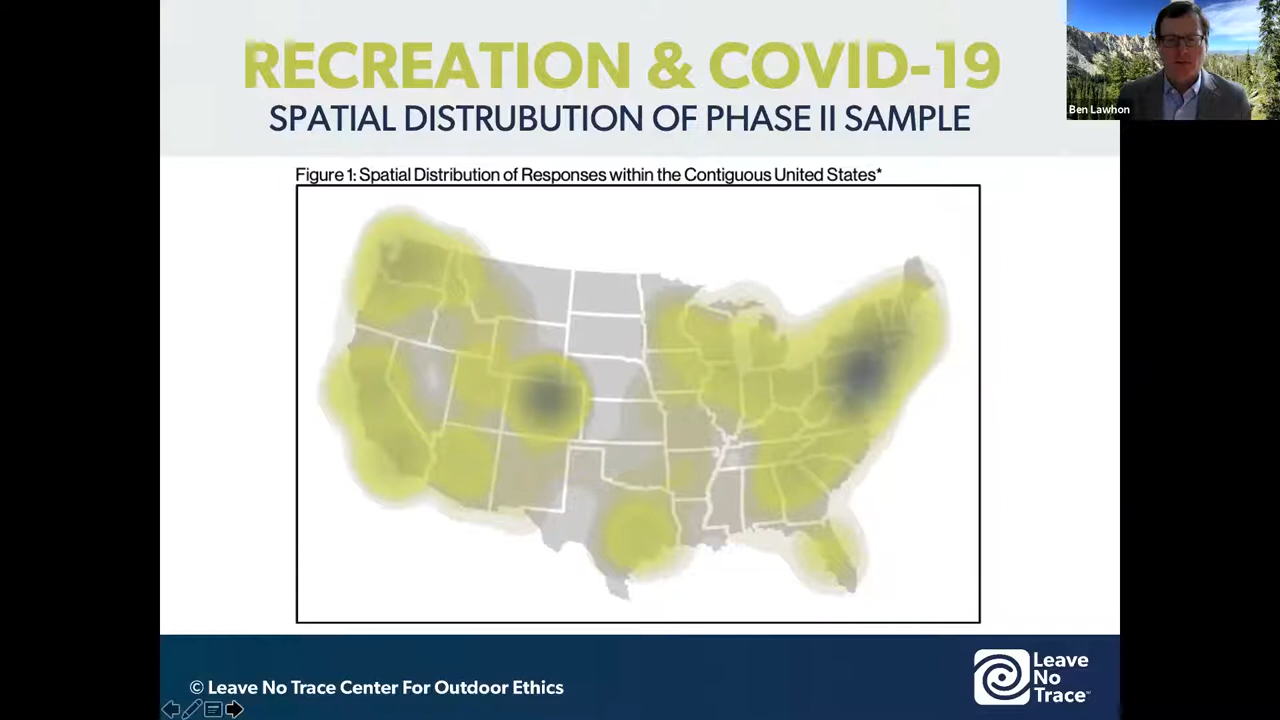 RECREATION & COVID-19
SPATIAL DISTRUBUTION OF PHASE II SAMPLE
Ben Lawhon
Figure 1: Spatial Distribution of Responses within the Contiguous United States*
© Leave No Trace Center For Outdoor Ethics
Leave
No
Trace™